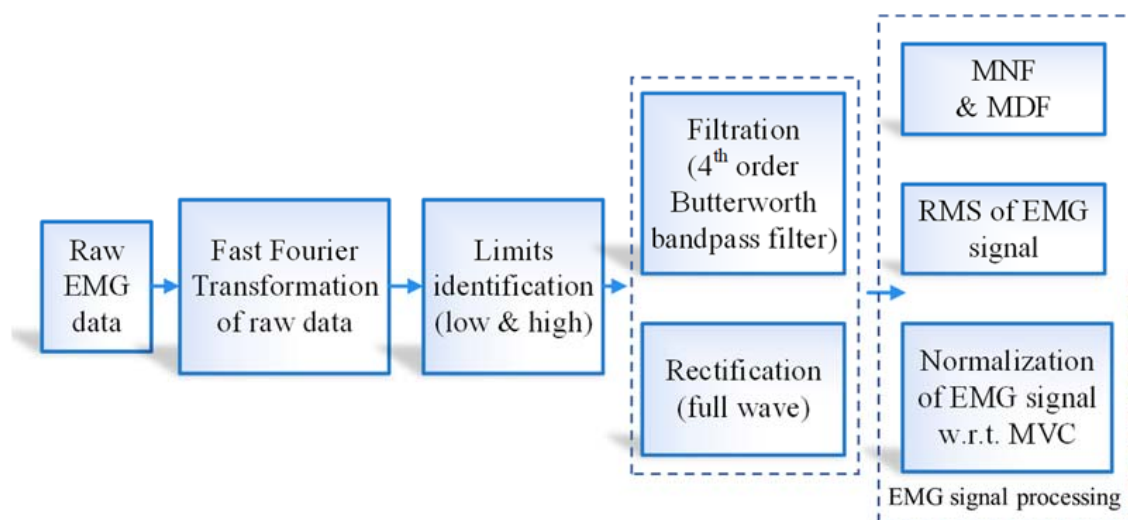 Raw
EMG
data
Fast Fourier
Transformation
of raw data
Limits
identification
(low & high)
Filtration
(4th order
Butterworth
bandpass filter)
Rectification
(full wave)
MNF
& MDF
RMS of EMG
signal
Normalization
of EMG signal
w.r.t. MVC
EMG signal processing